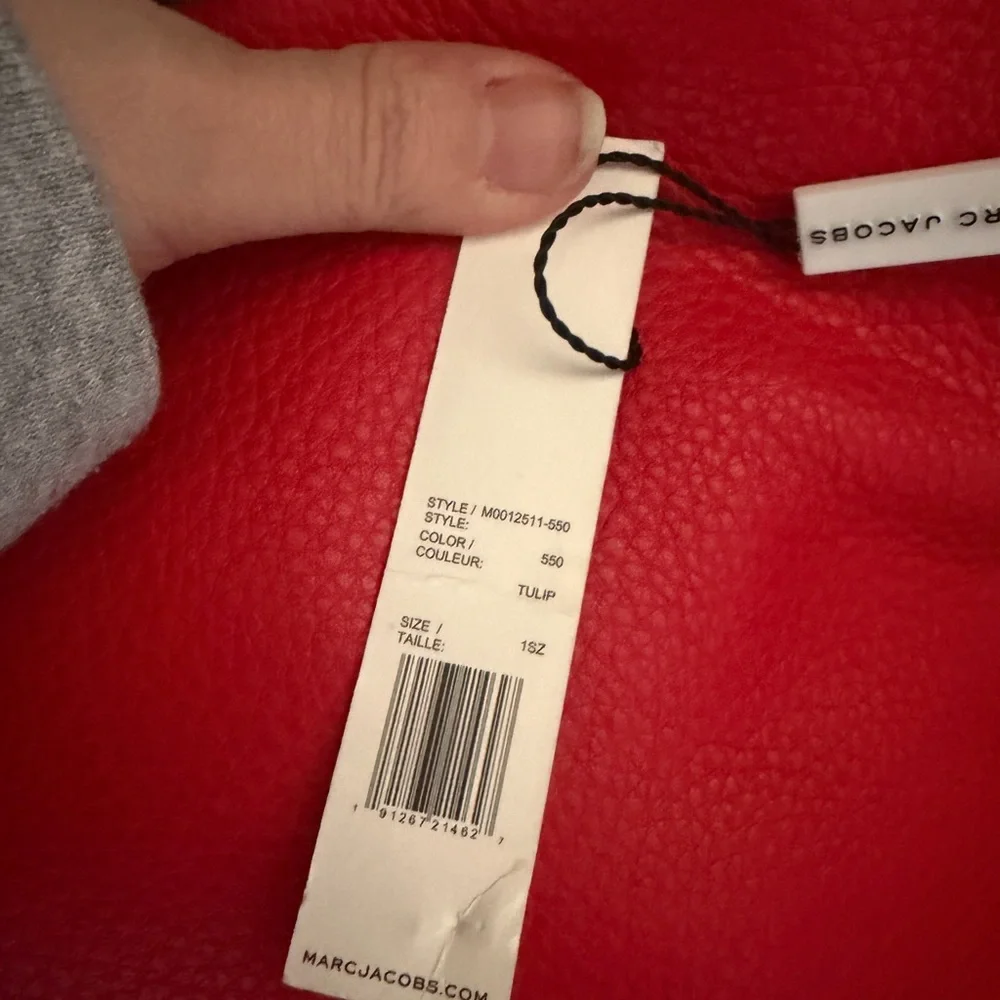 RC JACOBS
STYLE / M0012511-550
STYLE:
COLOR /
COULEUR: 550
TULIP
SIZE /
TAILLE: 1SZ
1 91267 21462 7
MARCJACOBS.COM